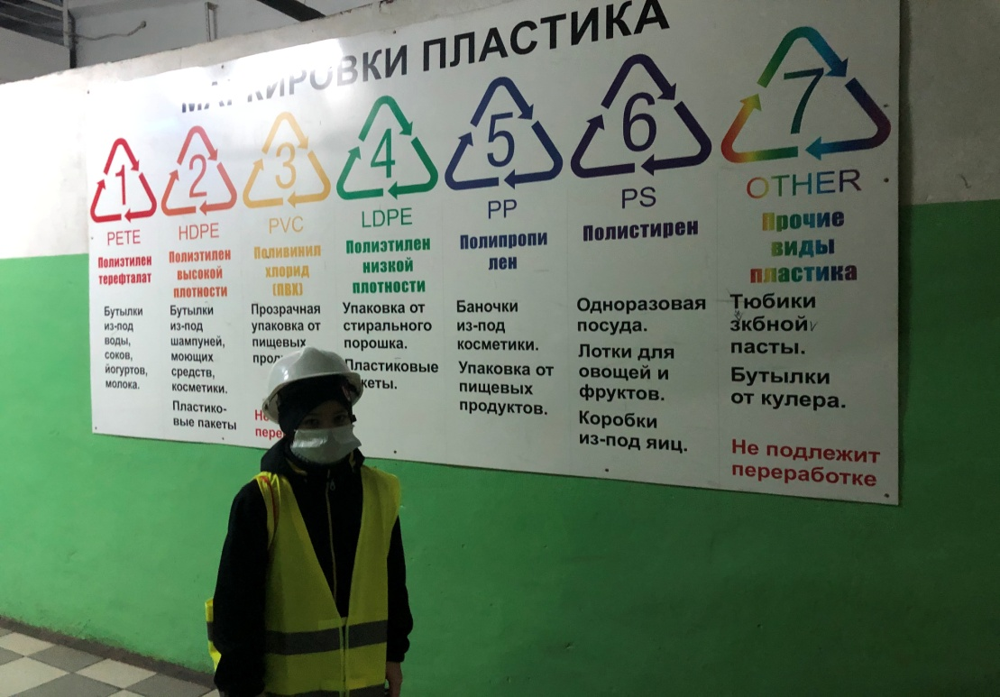 МАРКИРОВКИ ПЛАСТИКА
1
PETE
Полиэтилен
терефталат
Бутылки
из-под
воды,
соков,
йогуртов,
молока.
2
HDPE
Полиэтилен
высокой
плотности
Бутылки
из-под
шампуней,
моющих
средств,
косметики.
Пластико-
вые пакеты
3
PVC
Поливинил
хлорид
(ПВХ)
Прозрачная
упаковка от
пищевых
4
LDPE
Полиэтилен
низкой
плотности
Упаковка от
стирального
порошка.
Пластиковые
5
PP
Полипропи
лен
Баночки
из-под
косметики.
Упаковка от
пищевых
продуктов.
6
PS
Полистирен
Одноразовая
посуда.
Лотки для
овощей и
фруктов.
Коробки
из-под яиц.
7
OTHER
Прочие
виды
пластика
Тюбики
зкбной
пасты.
Бутылки
от кулера.
Не подлежит
переработке